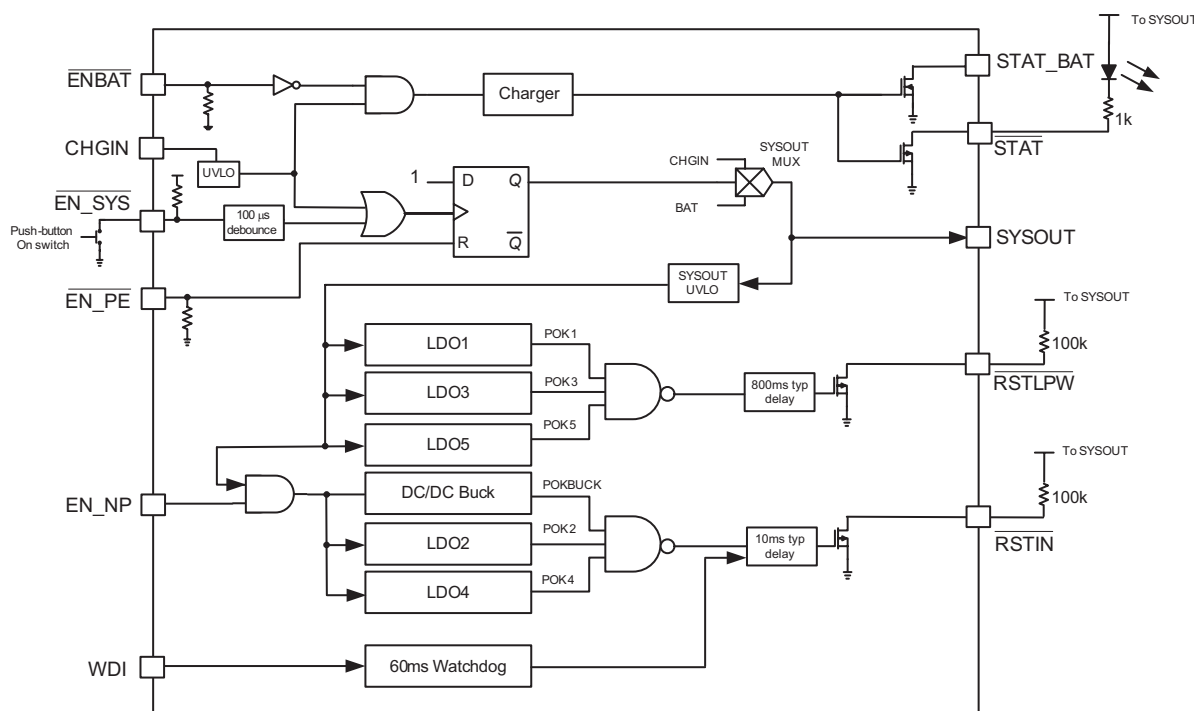 To SYSOUT
ENBAT
STAT_BAT
Charger
1k
CHGIN
STAT
UVLO
SYSOUT
MUX
CHGIN
EN_SYS
1
D
Q
BAT
100 µs
debounce
Push-button
On switch
R
Q
SYSOUT
SYSOUT
UVLO
EN_PE
To SYSOUT
LDO1
POK1
100k
RSTLPW
LDO3
POK3
800ms typ
delay
LDO5
POK5
To SYSOUT
EN_NP
DC/DC Buck
POKBUCK
100k
LDO2
POK2
10ms typ
delay
RSTIN
LDO4
POK4
WDI
60ms Watchdog